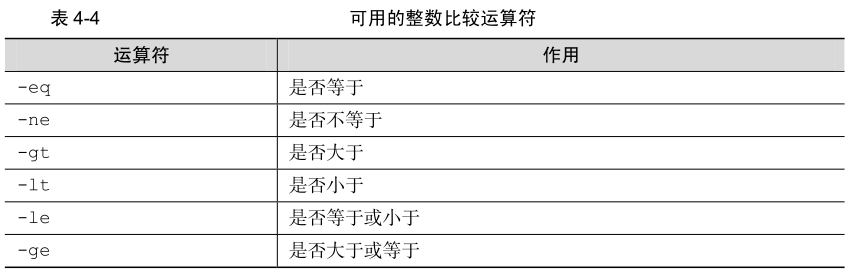 表 4-4 可用的整数比较运算符
运算符 作用
-eq 是否等于
-ne 是否不等于
-gt 是否大于
-lt 是否小于
-le 是否等于或小于
-ge 是否大于或等于